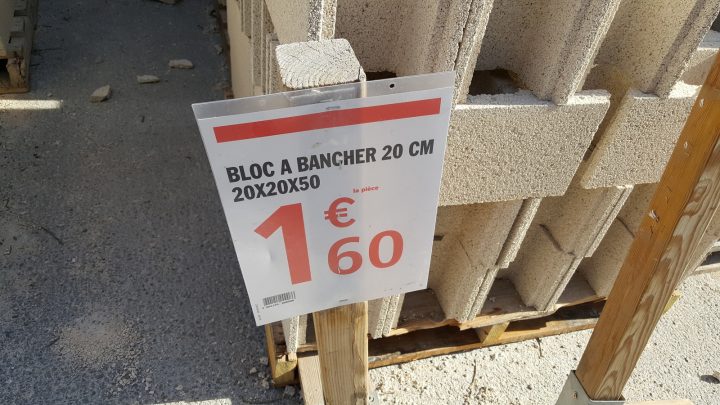 BLOC A BANCHER 20 CM
20X20X50
la pièce
1€60